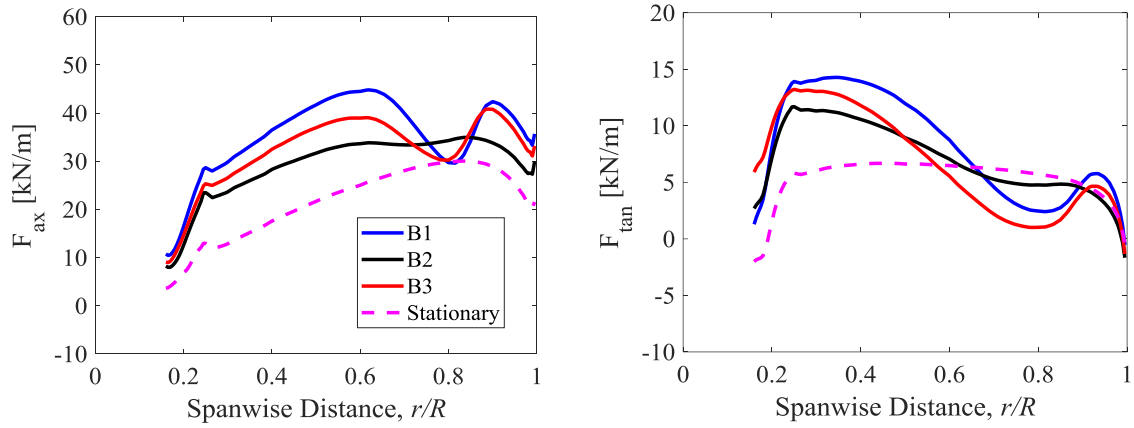 60
50
40
30
20
10
0
-10
F_ax [kN/m]
B1
B2
B3
Stationary
0 0.2 0.4 0.6 0.8 1
Spanwise Distance, r/R
20
15
10
5
0
-5
-10
F_tan [kN/m]
0 0.2 0.4 0.6 0.8 1
Spanwise Distance, r/R